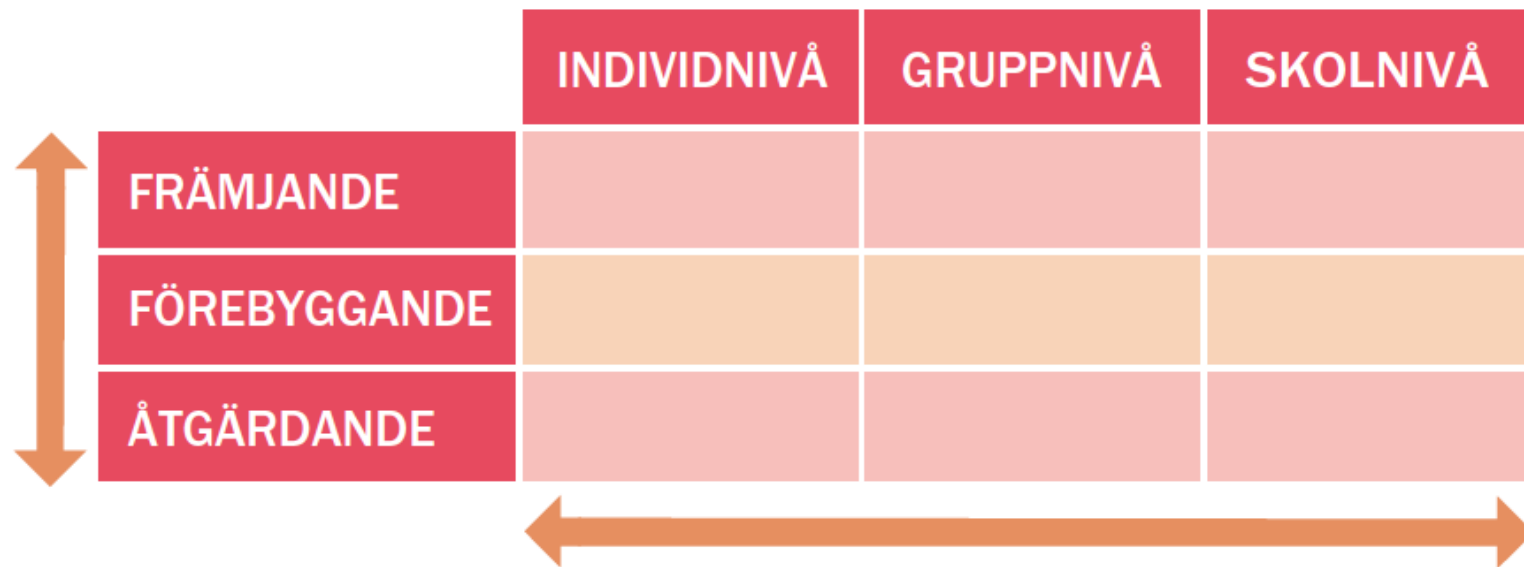 INDIVIDNIVÅ GRUPPNIVÅ SKOLNIVÅ
FRÄMJANDE
FÖREBYGGANDE
ÅTGÄRDANDE